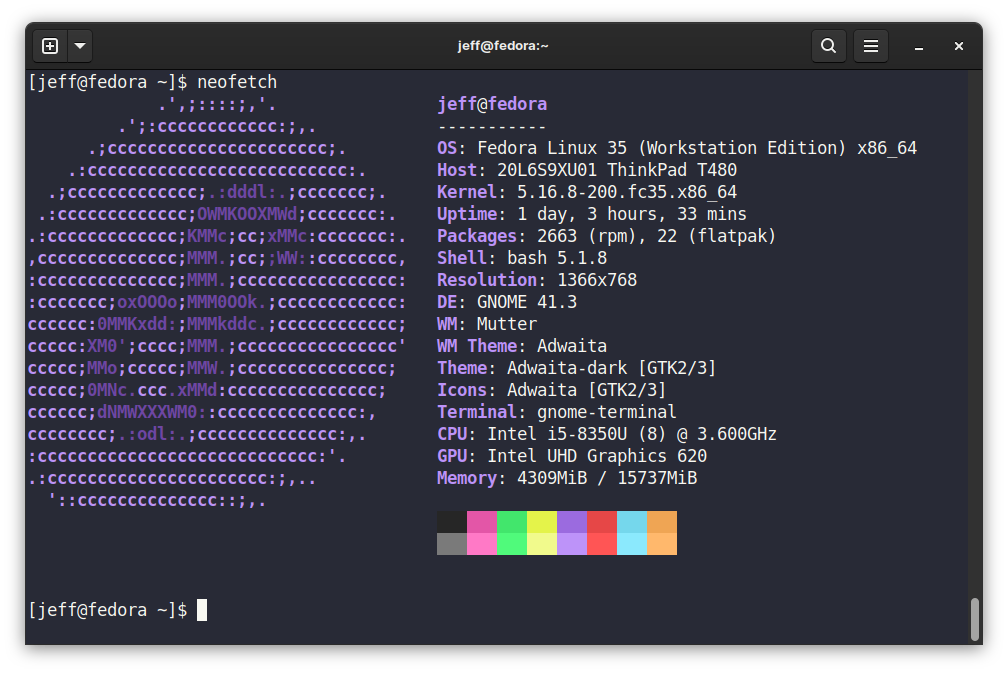 jeff@fedora:~
[jeff@fedora ~]$ neofetch
             .',;::::;,'.                jeff@fedora
         .';:cccccccccccc:;,.            -----------
      .;cccccccccccccccccccccc;.         OS: Fedora Linux 35 (Workstation Edition) x86_64
    .:cccccccccccccccccccccccccc:.       Host: 20L6S9XU01 ThinkPad T480
  .;ccccccccccccc;.:dddl:.;ccccccc;.     Kernel: 5.16.8-200.fc35.x86_64
 .:ccccccccccccc;OWMKOOXMWd;ccccccc:.    Uptime: 1 day, 3 hours, 33 mins
.:ccccccccccccc;KMMc;cc;xMMc:ccccccc:.   Packages: 2663 (rpm), 22 (flatpak)
,cccccccccccccc;MMM.;cc;;WW::cccccccc,   Shell: bash 5.1.8
:cccccccccccccc;MMM.;cccccccccccccccc:   Resolution: 1366x768
:ccccccc;oxOOOo;MMM0OOk.;cccccccccccc:   DE: GNOME 41.3
cccccc:0MMKxdd:;MMMkddc.;cccccccccccc;   WM: Mutter
ccccc:XM0';cccc;MMM.;cccccccccccccccc'   WM Theme: Adwaita
ccccc;MMo;ccccc;MMW.;ccccccccccccccc;    Theme: Adwaita-dark [GTK2/3]
ccccc;0MNc.ccc.xMMd:ccccccccccccccc;     Icons: Adwaita [GTK2/3]
cccccc;dNMWXXXWM0::cccccccccccccc:,      Terminal: gnome-terminal
cccccccc;.:odl:.;cccccccccccccc:,.       CPU: Intel i5-8350U (8) @ 3.600GHz
:cccccccccccccccccccccccccccc:'.         GPU: Intel UHD Graphics 620
.:cccccccccccccccccccccc:;,..            Memory: 4309MiB / 15737MiB
  '::cccccccccccccc::;,.
[jeff@fedora ~]$